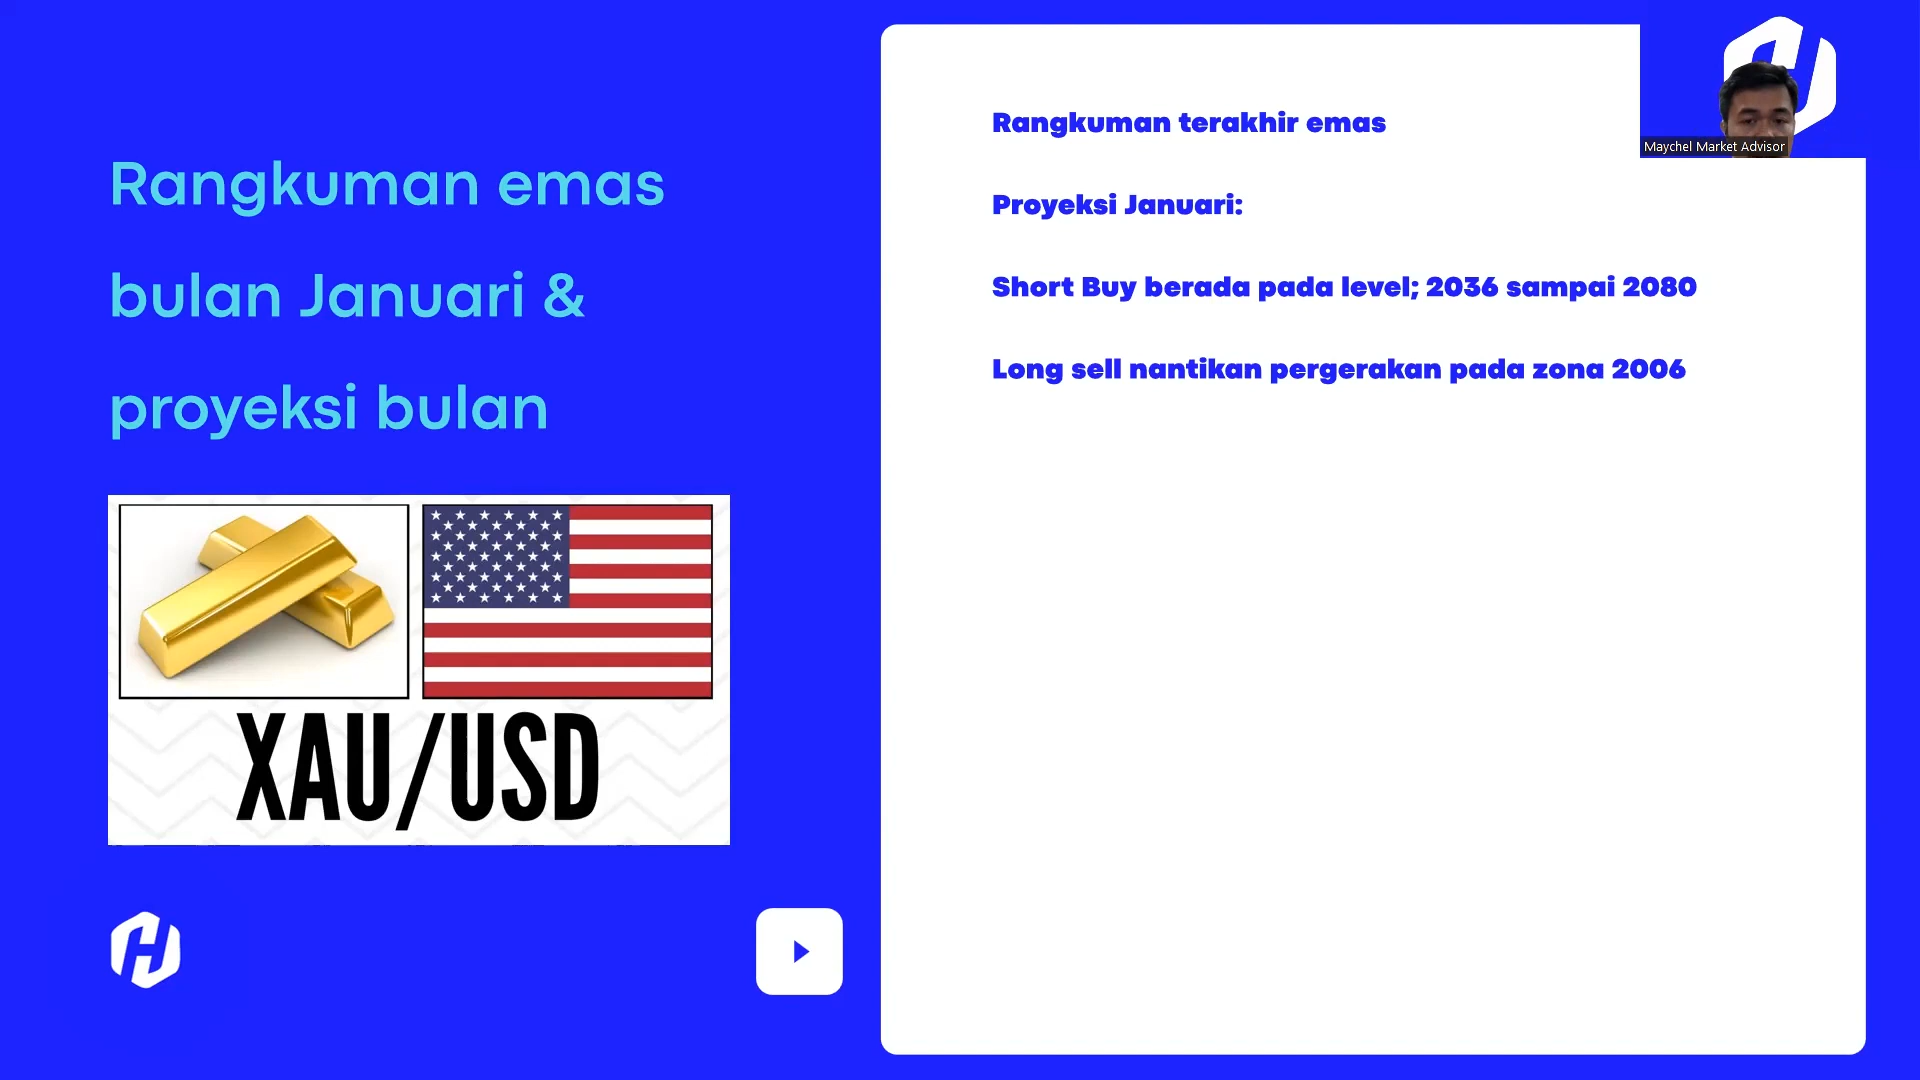 Rangkuman emas
bulan Januari &
proyeksi bulan
XAU/USD
Rangkuman terakhir emas
Proyeksi Januari:
Short Buy berada pada level; 2036 sampai 2080
Long sell nantikan pergerakan pada zona 2006
Maychel Market Advisor